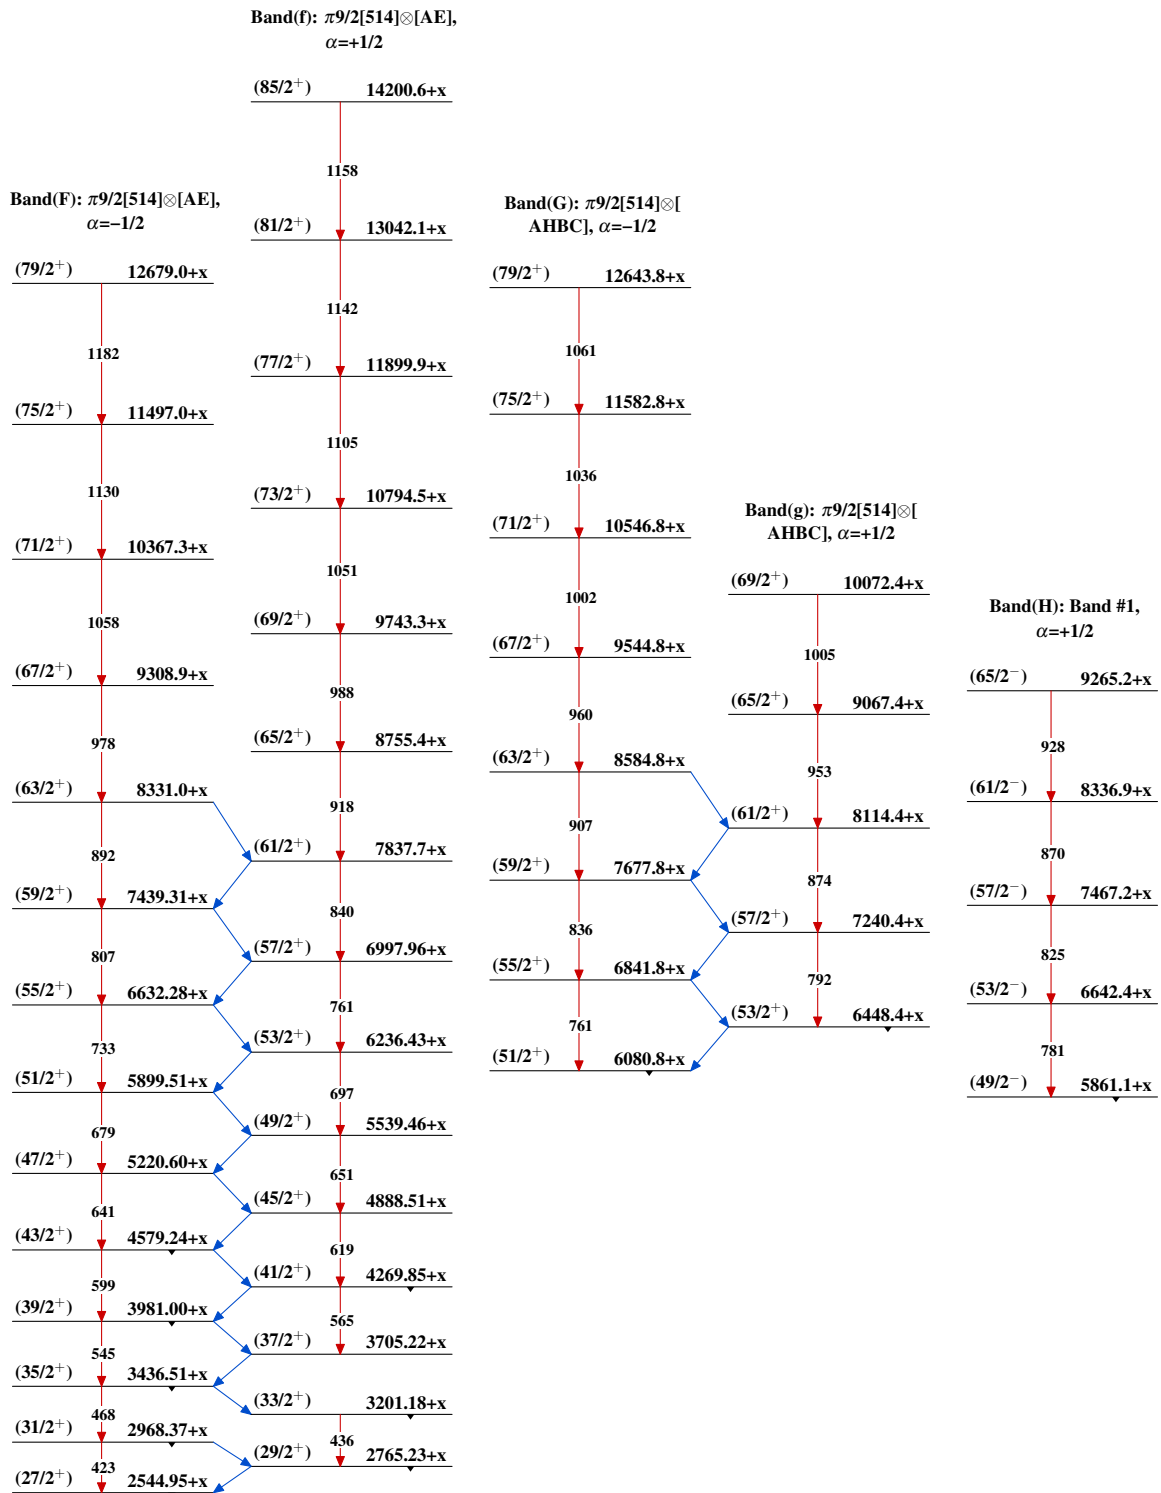 Band(F): π9/2[514]⊗[AE],
α=−1/2
(79/2+) 12679.0+x
1182
(75/2+) 11497.0+x
1130
(71/2+) 10367.3+x
1058
(67/2+) 9308.9+x
978
(63/2+) 8331.0+x
892
(59/2+) 7439.31+x
807
(55/2+) 6632.28+x
733
(51/2+) 5899.51+x
679
(47/2+) 5220.60+x
641
(43/2+) 4579.24+x
599
(39/2+) 3981.00+x
545
(35/2+) 3436.51+x
468
(31/2+) 2968.37+x
423
(27/2+) 2544.95+x
Band(f): π9/2[514]⊗[AE],
α=+1/2
(85/2+) 14200.6+x
1158
(81/2+) 13042.1+x
1142
(77/2+) 11899.9+x
1105
(73/2+) 10794.5+x
1051
(69/2+) 9743.3+x
988
(65/2+) 8755.4+x
918
(61/2+) 7837.7+x
840
(57/2+) 6997.96+x
761
(53/2+) 6236.43+x
697
(49/2+) 5539.46+x
651
(45/2+) 4888.51+x
619
(41/2+) 4269.85+x
565
(37/2+) 3705.22+x
(33/2+) 3201.18+x
436
(29/2+) 2765.23+x
Band(G): π9/2[514]⊗[
AHBC], α=−1/2
(79/2+) 12643.8+x
1061
(75/2+) 11582.8+x
1036
(71/2+) 10546.8+x
1002
(67/2+) 9544.8+x
960
(63/2+) 8584.8+x
907
(59/2+) 7677.8+x
836
(55/2+) 6841.8+x
761
(51/2+) 6080.8+x
Band(g): π9/2[514]⊗[
AHBC], α=+1/2
(69/2+) 10072.4+x
1005
(65/2+) 9067.4+x
953
(61/2+) 8114.4+x
874
(57/2+) 7240.4+x
792
(53/2+) 6448.4+x
Band(H): Band #1,
α=+1/2
(65/2−) 9265.2+x
928
(61/2−) 8336.9+x
870
(57/2−) 7467.2+x
825
(53/2−) 6642.4+x
781
(49/2−) 5861.1+x